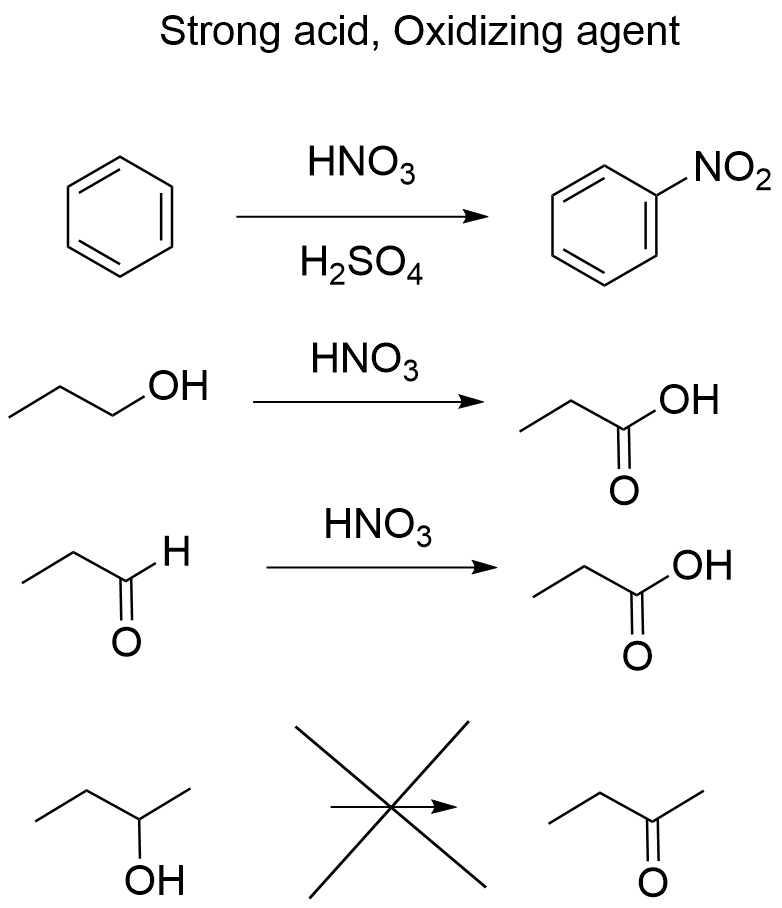 Strong acid, Oxidizing agent
HNO₃
H₂SO₄
NO₂
OH
HNO₃
OH
O
H
O
HNO₃
OH
O
OH
O